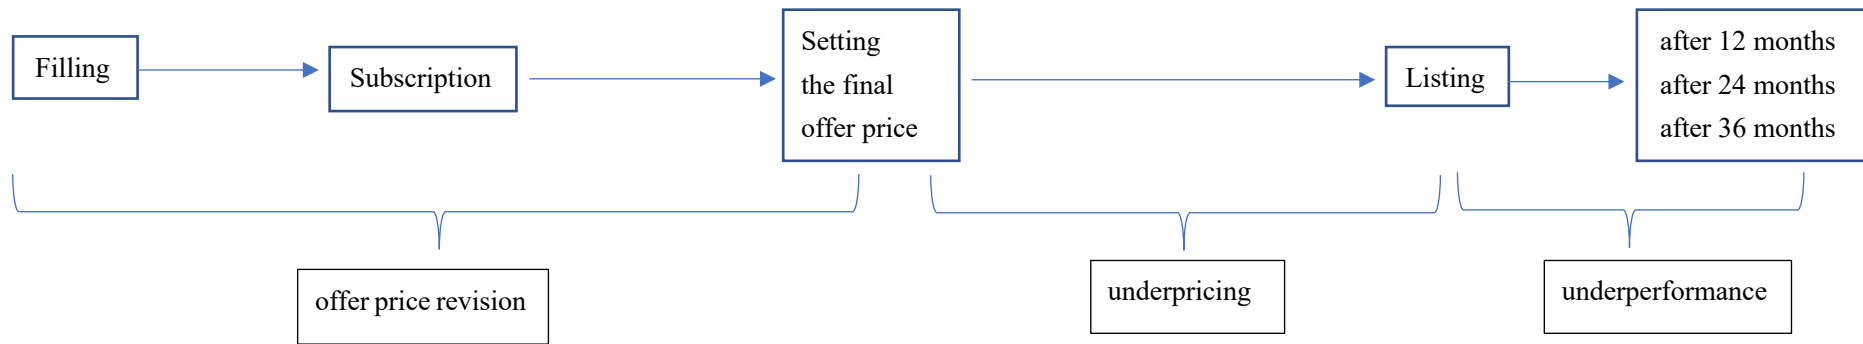 Filling
Subscription
Setting
the final
offer price
Listing
after 12 months
after 24 months
after 36 months
offer price revision
underpricing
underperformance